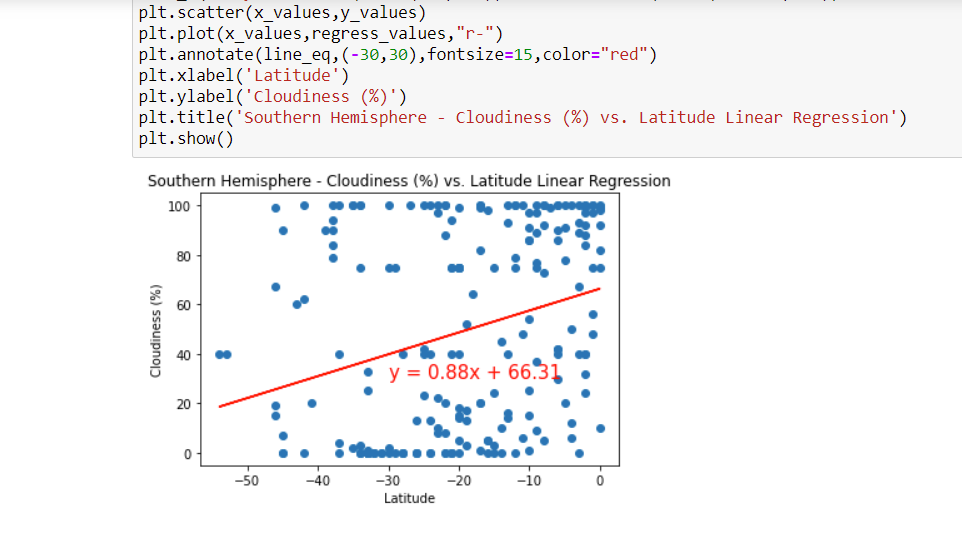 plt.scatter(x_values,y_values)
plt.plot(x_values,regress_values,"r-")
plt.annotate(line_eq,(-30,30),fontsize=15,color="red")
plt.xlabel('Latitude')
plt.ylabel('Cloudiness (%)')
plt.title('Southern Hemisphere - Cloudiness (%) vs. Latitude Linear Regression')
plt.show()
Southern Hemisphere - Cloudiness (%) vs. Latitude Linear Regression
100
80
60
40
20
0
Cloudiness (%)
y = 0.88x + 66.31
−50 −40 −30 −20 −10 0
Latitude